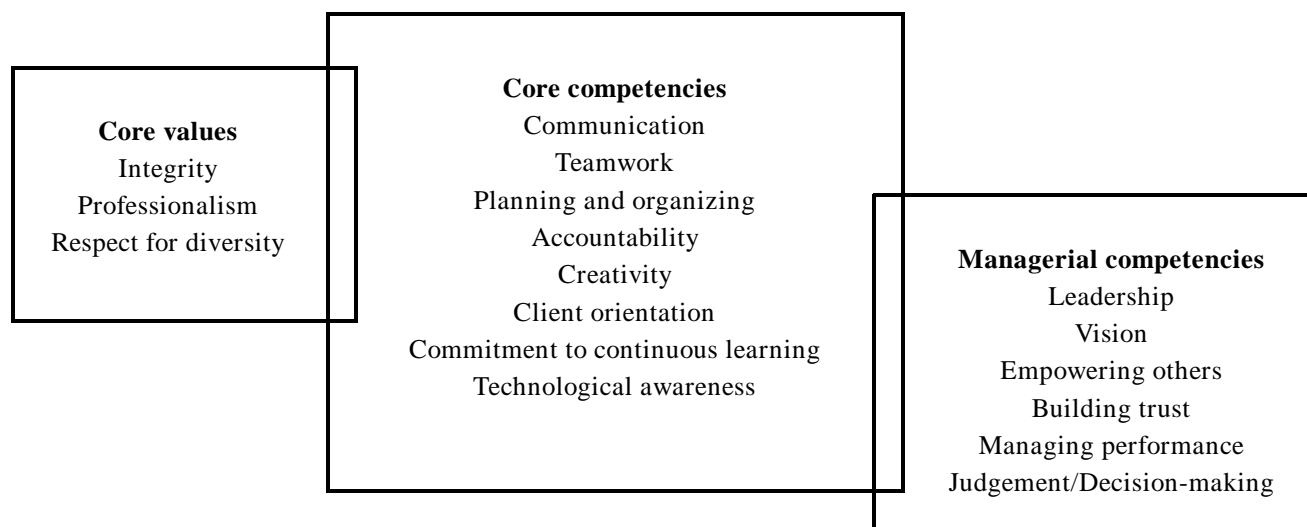 Core values
Integrity
Professionalism
Respect for diversity
Core competencies
Communication
Teamwork
Planning and organizing
Accountability
Creativity
Client orientation
Commitment to continuous learning
Technological awareness
Managerial competencies
Leadership
Vision
Empowering others
Building trust
Managing performance
Judgement/Decision-making